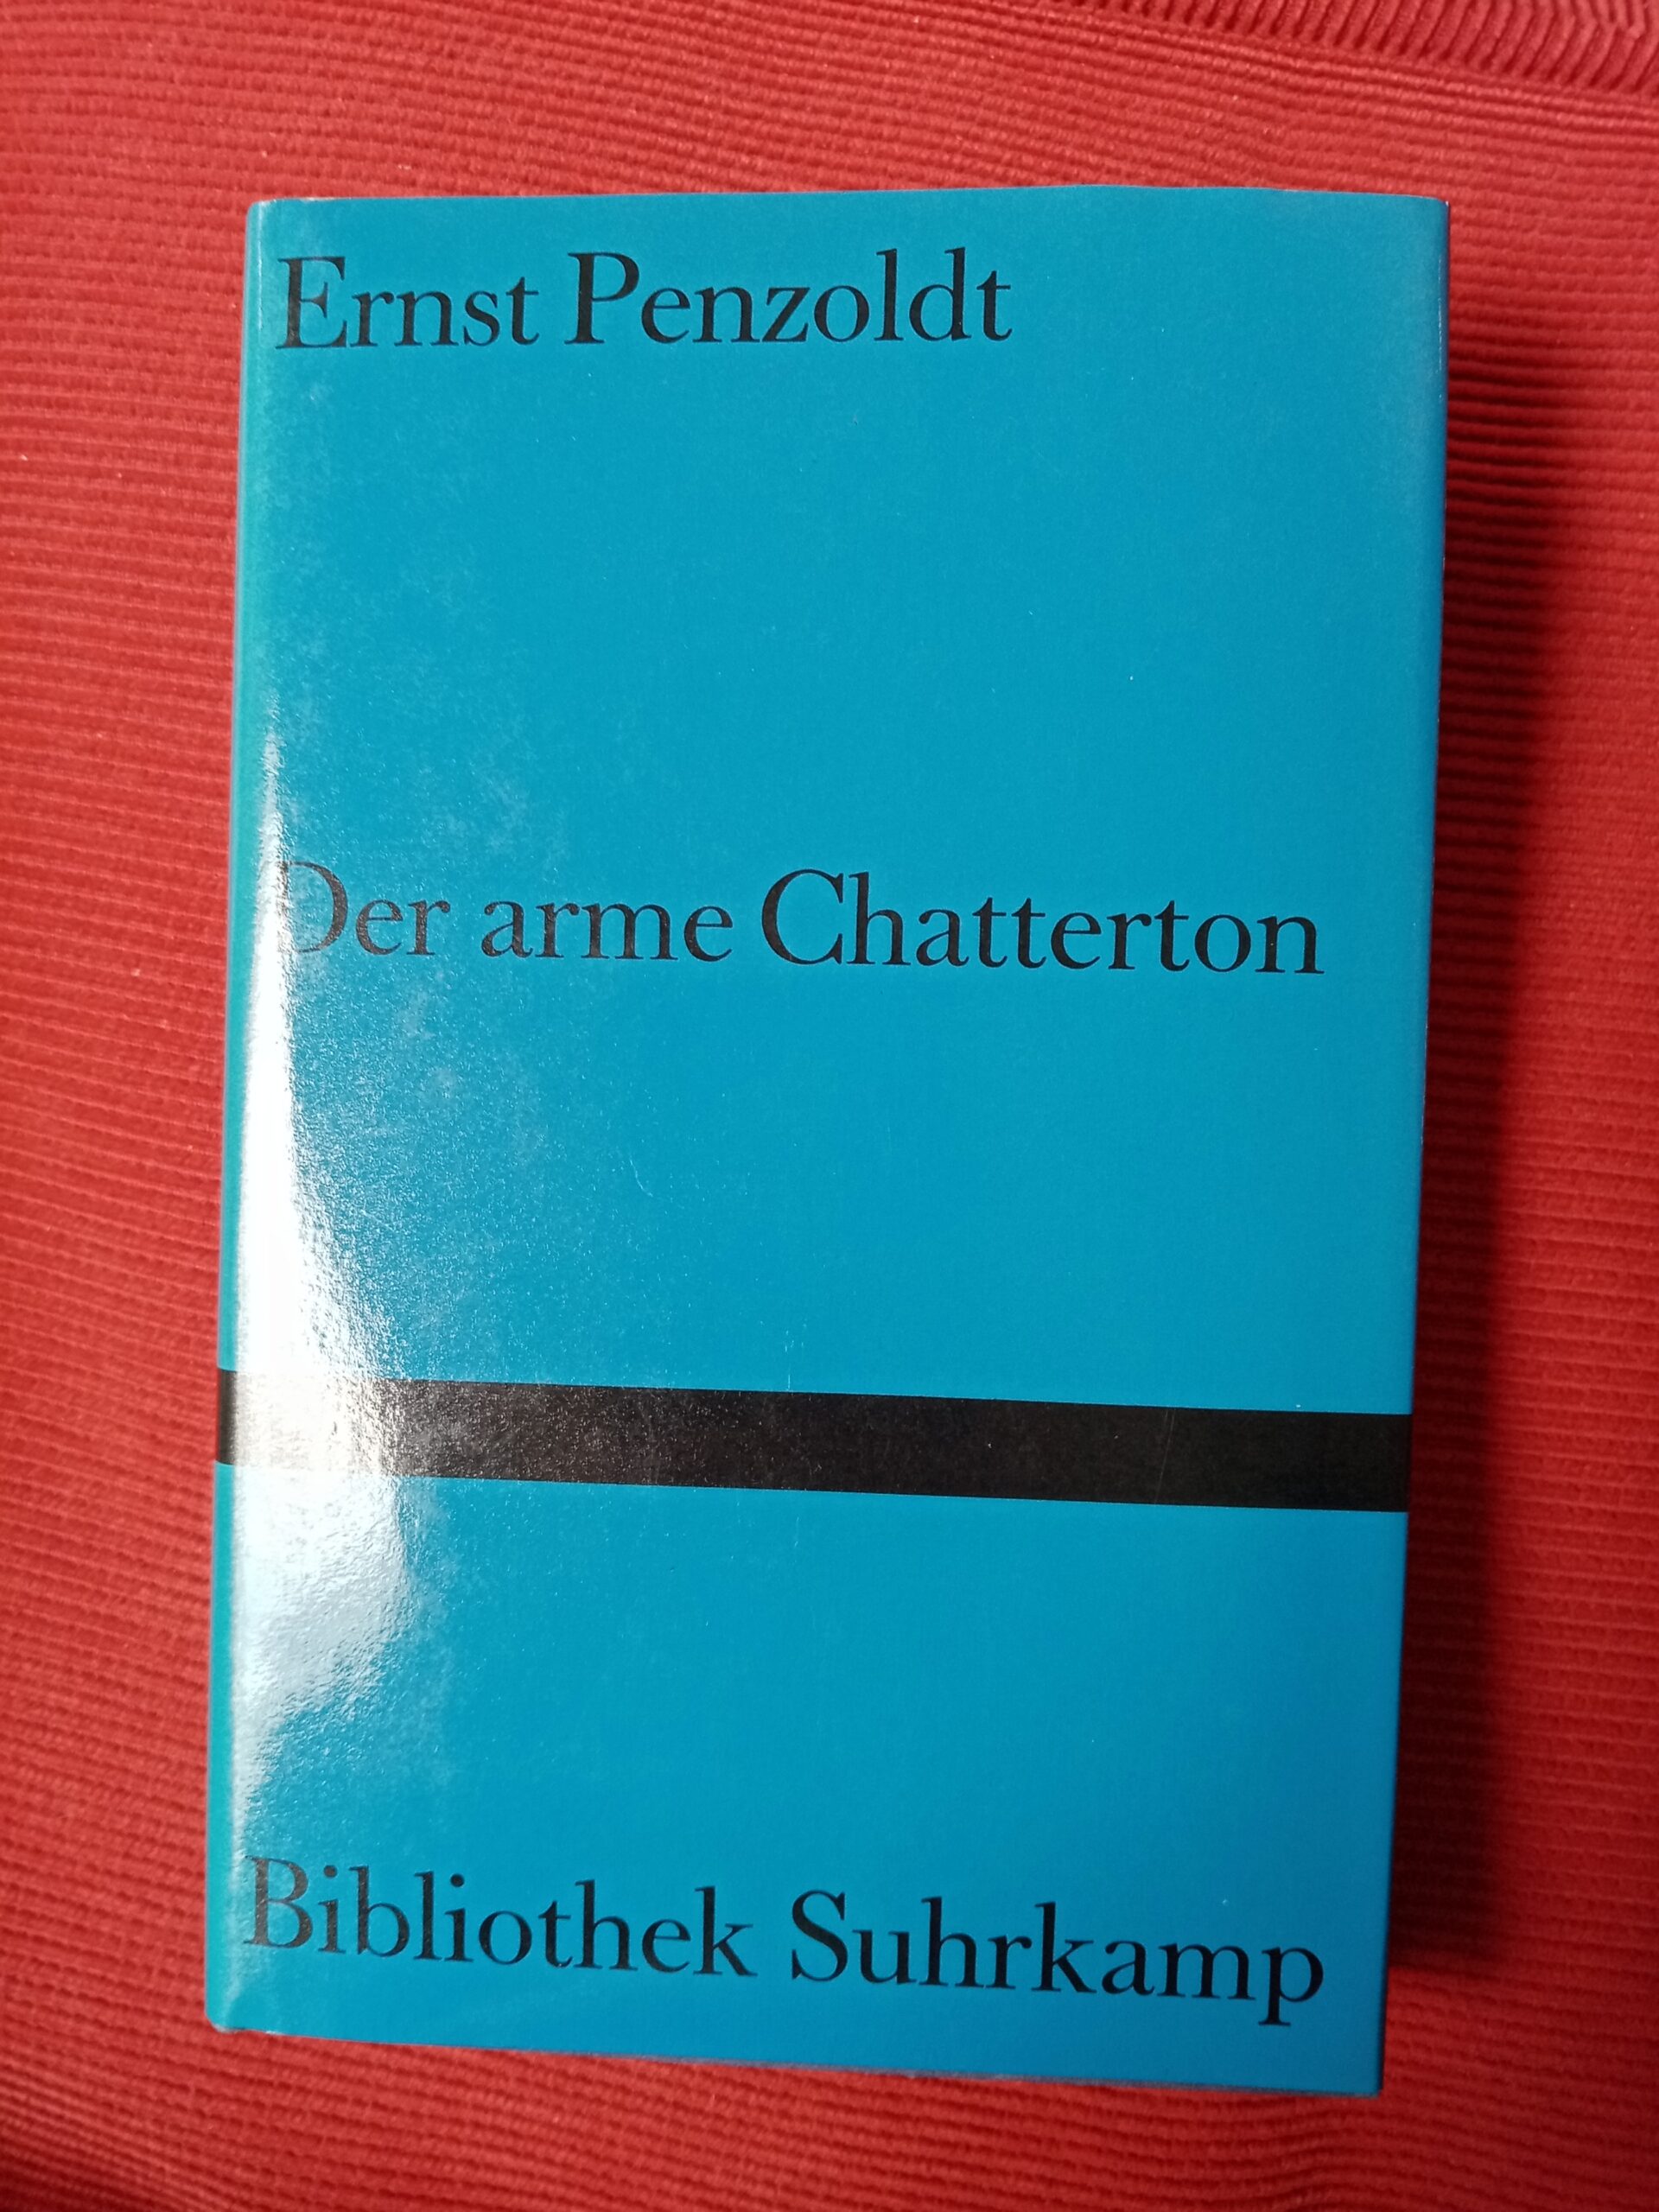 Ernst Penzoldt
Der arme Chatterton
Bibliothek Suhrkamp